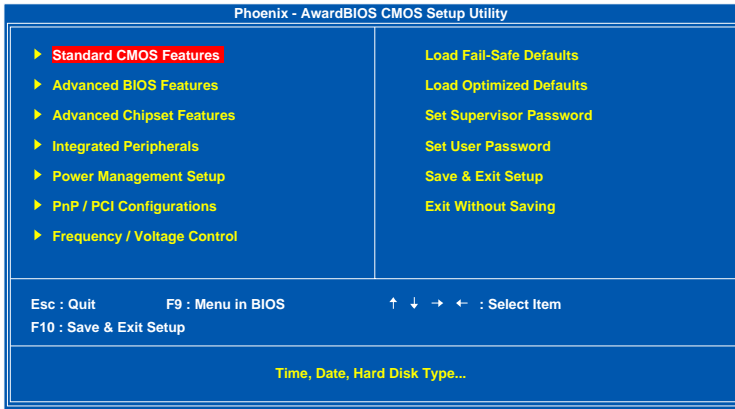 Phoenix - AwardBIOS CMOS Setup Utility
Standard CMOS Features
Advanced BIOS Features
Advanced Chipset Features
Integrated Peripherals
Power Management Setup
PnP / PCI Configurations
Frequency / Voltage Control
Load Fail-Safe Defaults
Load Optimized Defaults
Set Supervisor Password
Set User Password
Save & Exit Setup
Exit Without Saving
Esc : Quit F9 : Menu in BIOS ↑ ↓ → ← : Select Item
F10 : Save & Exit Setup
Time, Date, Hard Disk Type...